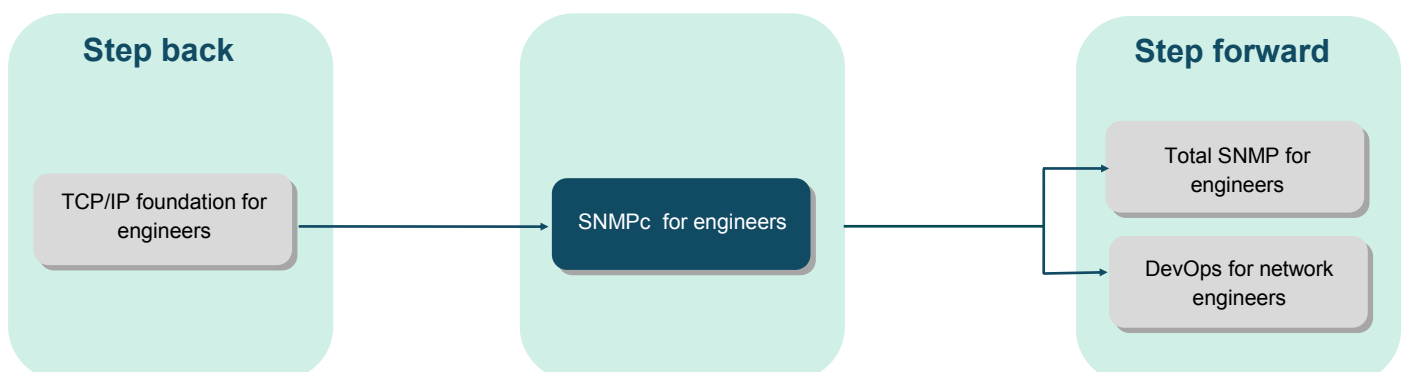 Step back
TCP/IP foundation for
engineers
SNMPc  for engineers
Step forward
Total SNMP for
engineers
DevOps for network
engineers